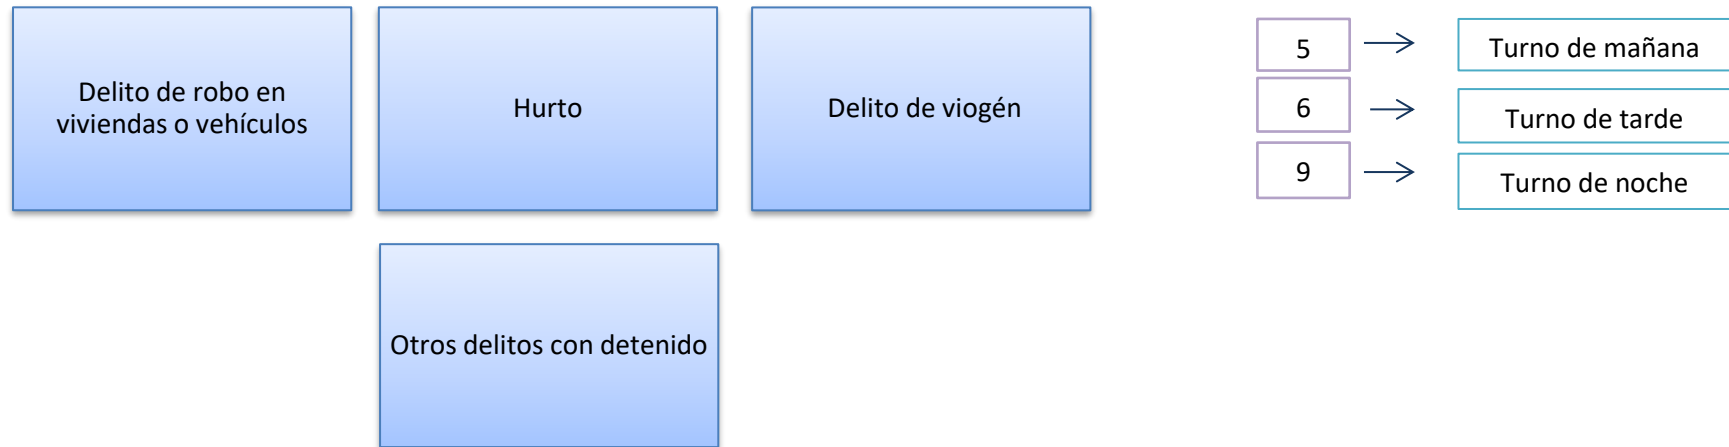 Delito de robo en
viviendas o vehículos
Hurto
Delito de viogén
Otros delitos con detenido
5
Turno de mañana
6
Turno de tarde
9
Turno de noche